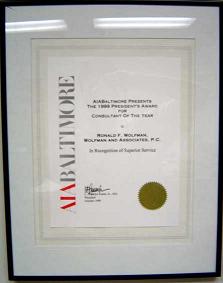 AIABALTIMORE
AIABALTIMORE PRESENTS
THE 1998 PRESIDENT'S AWARD
FOR
CONSULTANT OF THE YEAR
to
RONALD F. WOLFMAN,
WOLFMAN AND ASSOCIATES, P.C.
In Recognition of Superior Service
President